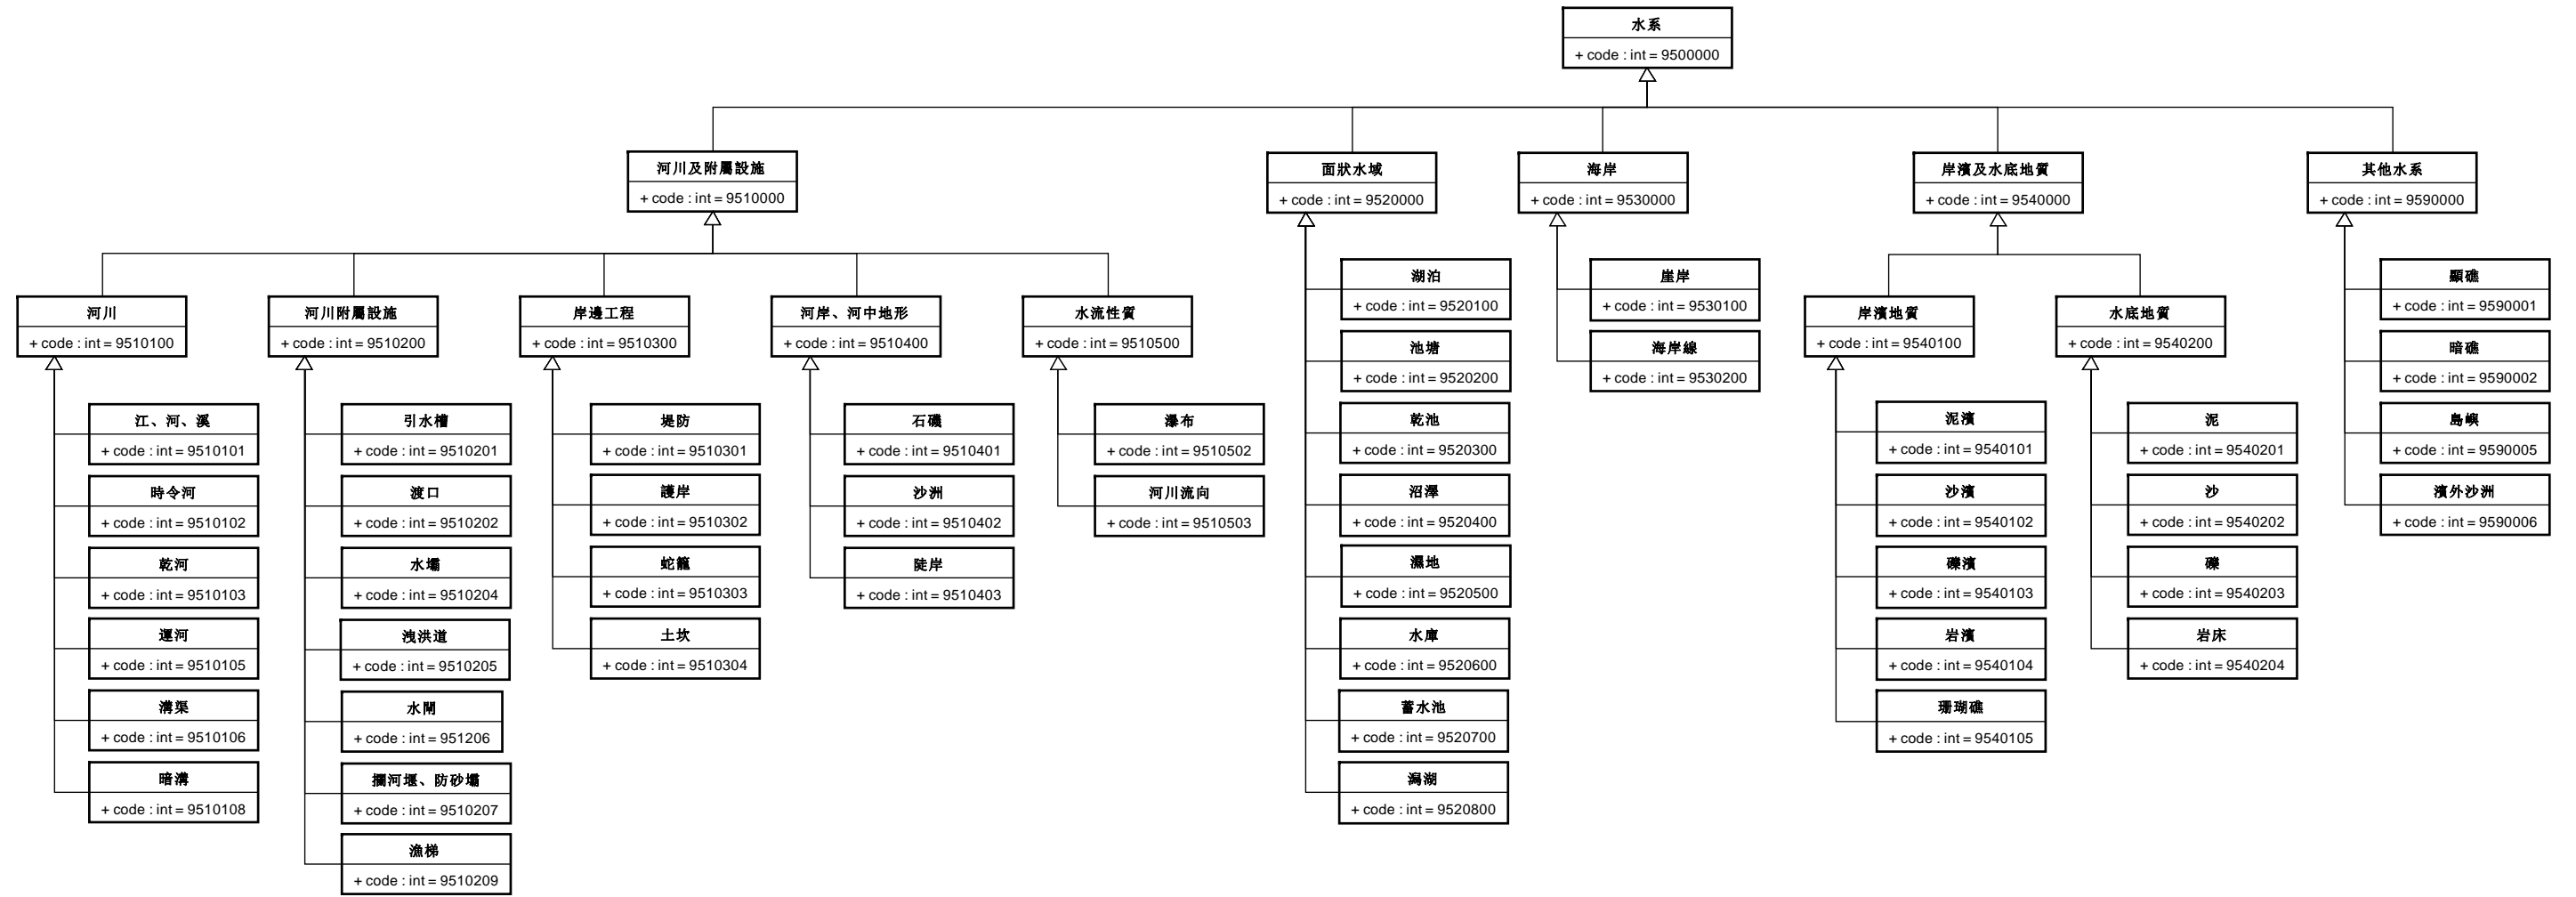 水系
+ code : int = 9500000
河川及附屬設施
+ code : int = 9510000
面狀水域
+ code : int = 9520000
海岸
+ code : int = 9530000
岸濱及水底地質
+ code : int = 9540000
其他水系
+ code : int = 9590000
河川
+ code : int = 9510100
江、河、溪
+ code : int = 9510101
時令河
+ code : int = 9510102
乾河
+ code : int = 9510103
運河
+ code : int = 9510105
溝渠
+ code : int = 9510106
暗溝
+ code : int = 9510108
河川附屬設施
+ code : int = 9510200
引水槽
+ code : int = 9510201
渡口
+ code : int = 9510202
水壩
+ code : int = 9510204
洩洪道
+ code : int = 9510205
水閘
+ code : int = 951206
攔河堰、防砂壩
+ code : int = 9510207
漁梯
+ code : int = 9510209
岸邊工程
+ code : int = 9510300
堤防
+ code : int = 9510301
護岸
+ code : int = 9510302
蛇籠
+ code : int = 9510303
土坎
+ code : int = 9510304
河岸、河中地形
+ code : int = 9510400
石磯
+ code : int = 9510401
沙洲
+ code : int = 9510402
陡岸
+ code : int = 9510403
水流性質
+ code : int = 9510500
瀑布
+ code : int = 9510502
河川流向
+ code : int = 9510503
湖泊
+ code : int = 9520100
池塘
+ code : int = 9520200
乾池
+ code : int = 9520300
沼澤
+ code : int = 9520400
濕地
+ code : int = 9520500
水庫
+ code : int = 9520600
蓄水池
+ code : int = 9520700
潟湖
+ code : int = 9520800
崖岸
+ code : int = 9530100
海岸線
+ code : int = 9530200
岸濱地質
+ code : int = 9540100
泥濱
+ code : int = 9540101
沙濱
+ code : int = 9540102
礫濱
+ code : int = 9540103
岩濱
+ code : int = 9540104
珊瑚礁
+ code : int = 9540105
水底地質
+ code : int = 9540200
泥
+ code : int = 9540201
沙
+ code : int = 9540202
礫
+ code : int = 9540203
岩床
+ code : int = 9540204
顯礁
+ code : int = 9590001
暗礁
+ code : int = 9590002
島嶼
+ code : int = 9590005
濱外沙洲
+ code : int = 9590006